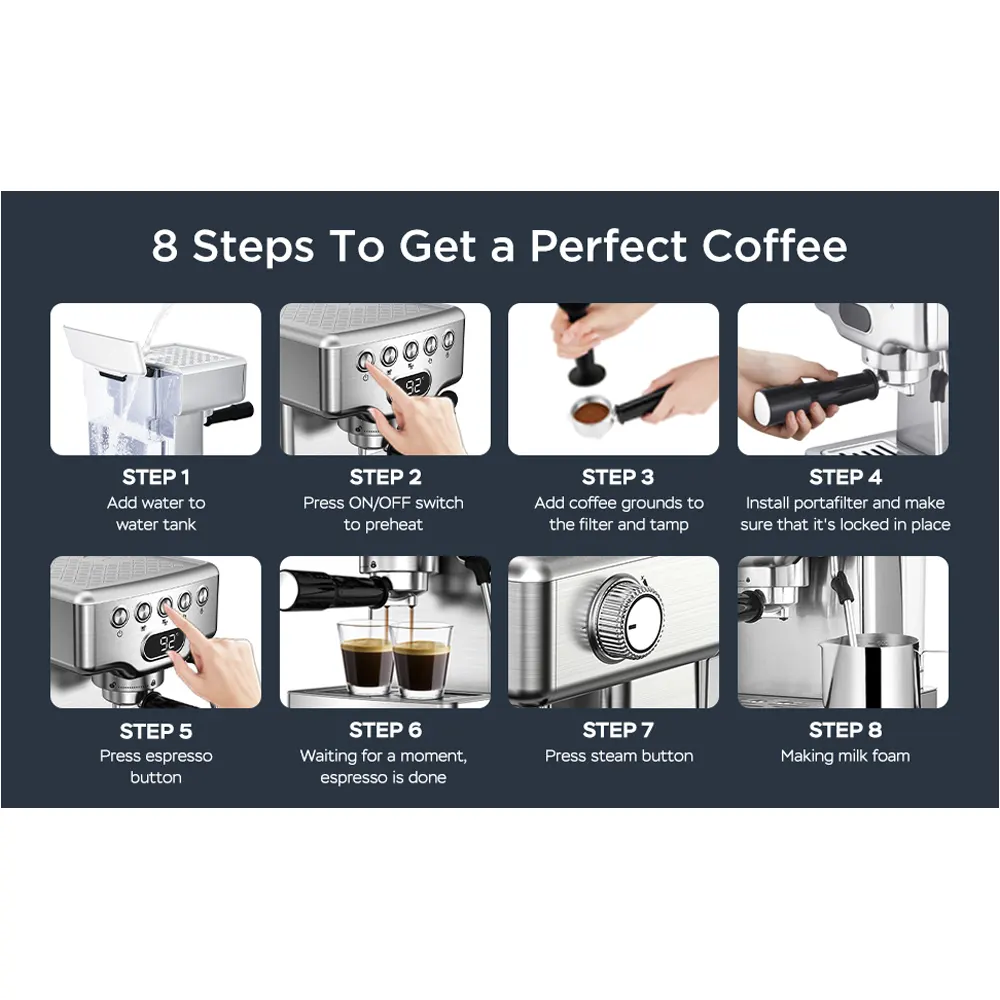 8 Steps To Get a Perfect Coffee
STEP 1
Add water to
water tank
92°
STEP 2
Press ON/OFF switch
to preheat
STEP 3
Add coffee grounds to
the filter and tamp
STEP 4
Install portafilter and make
sure that it's locked in place
92°
STEP 5
Press espresso
button
STEP 6
Waiting for a moment,
espresso is done
STEP 7
Press steam button
STEP 8
Making milk foam